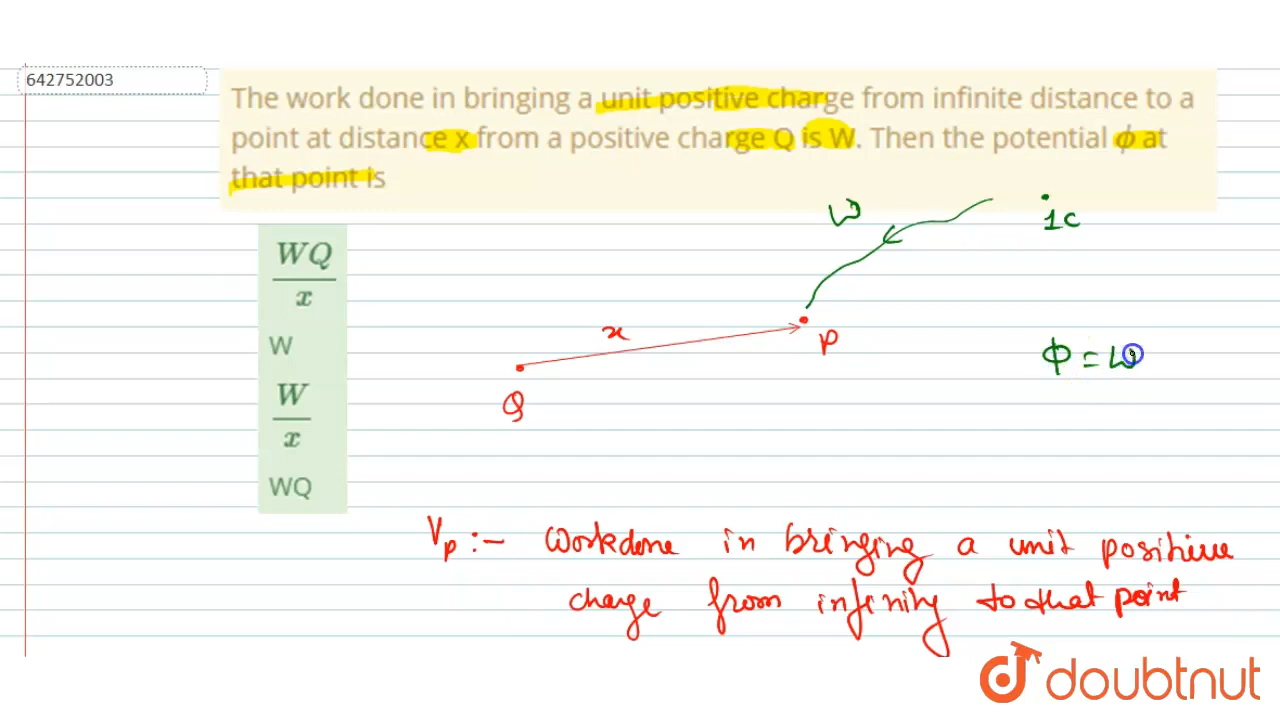 642752003
The work done in bringing a unit positive charge from infinite distance to a
point at distance x from a positive charge Q is W. Then the potential ϕ at
that point is
W
1C
WQ
x
W
W
x
WQ
x
P
Q
Φ = W
Vp :- Workdone in bringing a unit positive
charge from infinity to that point
doubtnut